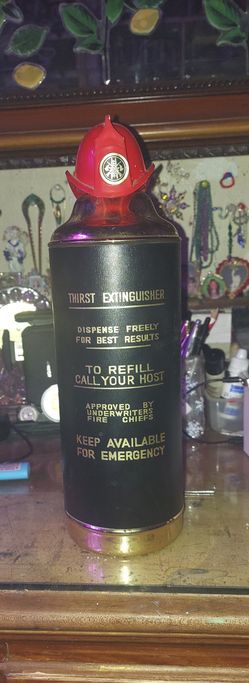 THIRST EXTINGUISHER
DISPENSE FREELY
FOR BEST RESULTS
TO REFILL
CALL YOUR HOST
APPROVED BY
UNDERWRITERS
FIRE CHIEFS
KEEP AVAILABLE
FOR EMERGENCY